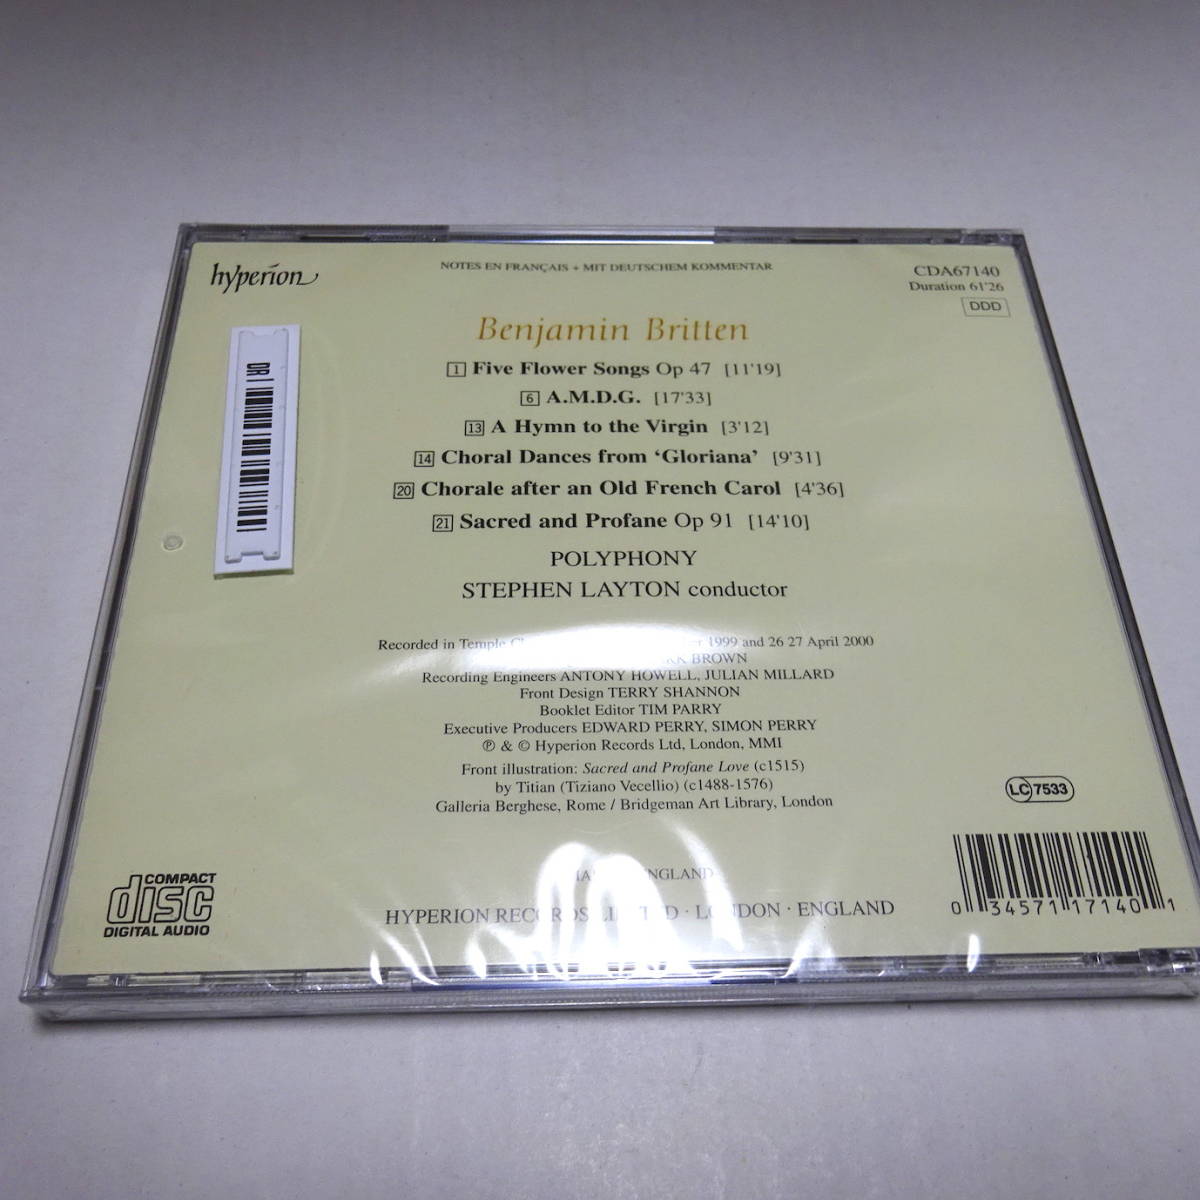 hyperion
NOTES EN FRANÇAIS + MIT DEUTSCHEM KOMMENTAR
CDA67140
Duration 61'26
DDD
Benjamin Britten
1 Five Flower Songs Op 47 [11'19]
6 A.M.D.G. [17'33]
13 A Hymn to the Virgin [3'12]
14 Choral Dances from ‘Gloriana’ [9'31]
20 Chorale after an Old French Carol [4'36]
21 Sacred and Profane Op 91 [14'10]
POLYPHONY
STEPHEN LAYTON conductor
Recorded in Temple 1999 and 26 27 April 2000
BROWN
Recording Engineers ANTONY HOWELL, JULIAN MILLARD
Front Design TERRY SHANNON
Booklet Editor TIM PARRY
Executive Producers EDWARD PERRY, SIMON PERRY
℗ & © Hyperion Records Ltd, London, MMI
Front illustration: Sacred and Profane Love (c1515)
by Titian (Tiziano Vecellio) (c1488-1576)
Galleria Berghese, Rome / Bridgeman Art Library, London
LC 7533
ENGLAND
HYPERION RECORDS LIMITED · LONDON · ENGLAND
COMPACT
disc
DIGITAL AUDIO
0 34571 17140 1
DR